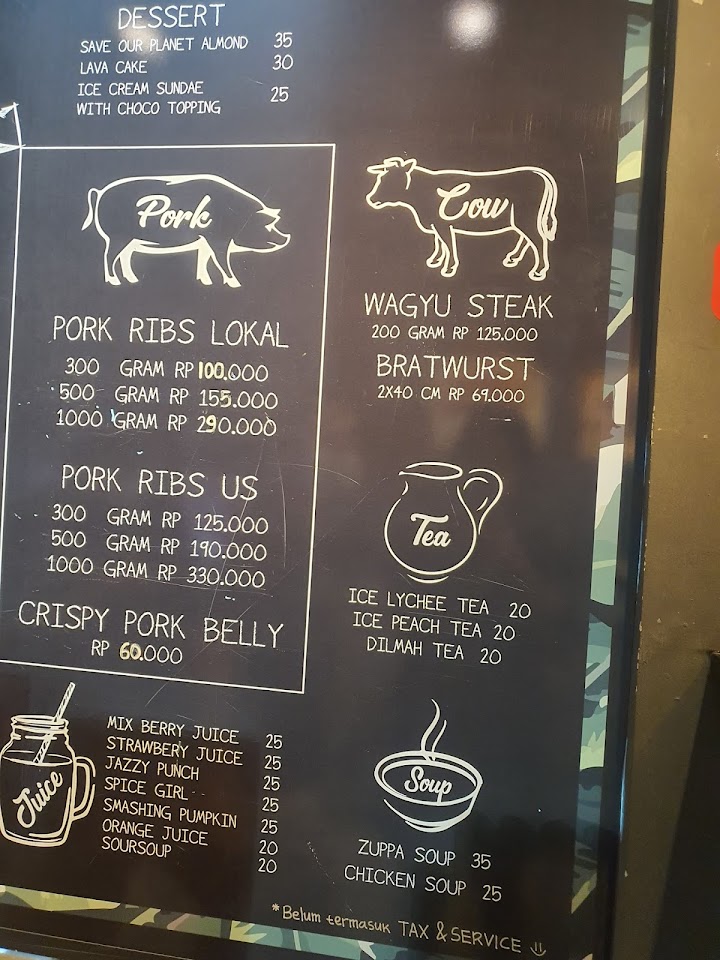 DESSERT
SAVE OUR PLANET ALMOND 35
LAVA CAKE 30
ICE CREAM SUNDAE
WITH CHOCO TOPPING 25
Pork
PORK RIBS LOKAL
300 GRAM RP 100.000
500 GRAM RP 155.000
1000 GRAM RP 290.000
PORK RIBS US
300 GRAM RP 125.000
500 GRAM RP 190.000
1000 GRAM RP 330.000
CRISPY PORK BELLY
RP 60.000
Cow
WAGYU STEAK
200 GRAM RP 125.000
BRATWURST
2X40 CM RP 69.000
Tea
ICE LYCHEE TEA 20
ICE PEACH TEA 20
DILMAH TEA 20
Juice
MIX BERRY JUICE 25
STRAWBERY JUICE 25
JAZZY PUNCH 25
SPICE GIRL 25
SMASHING PUMPKIN 25
ORANGE JUICE 20
SOURSOUP 20
Soup
ZUPPA SOUP 35
CHICKEN SOUP 25
*Belum termasuk TAX & SERVICE